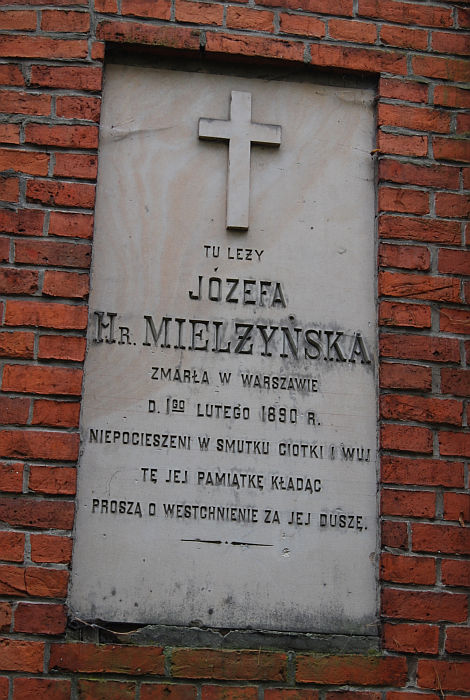 TU LEŻY
JÓZEFA
HR. MIELŻYŃSKA
ZMARŁA W WARSZAWIE
D. 1GO LUTEGO 1890 R.
NIEPOCIESZENI W SMUTKU CIOTKI I WUJ
TĘ JEJ PAMIĄTKĘ KŁADĄC
PROSZĄ O WESTCHNIENIE ZA JEJ DUSZĘ.